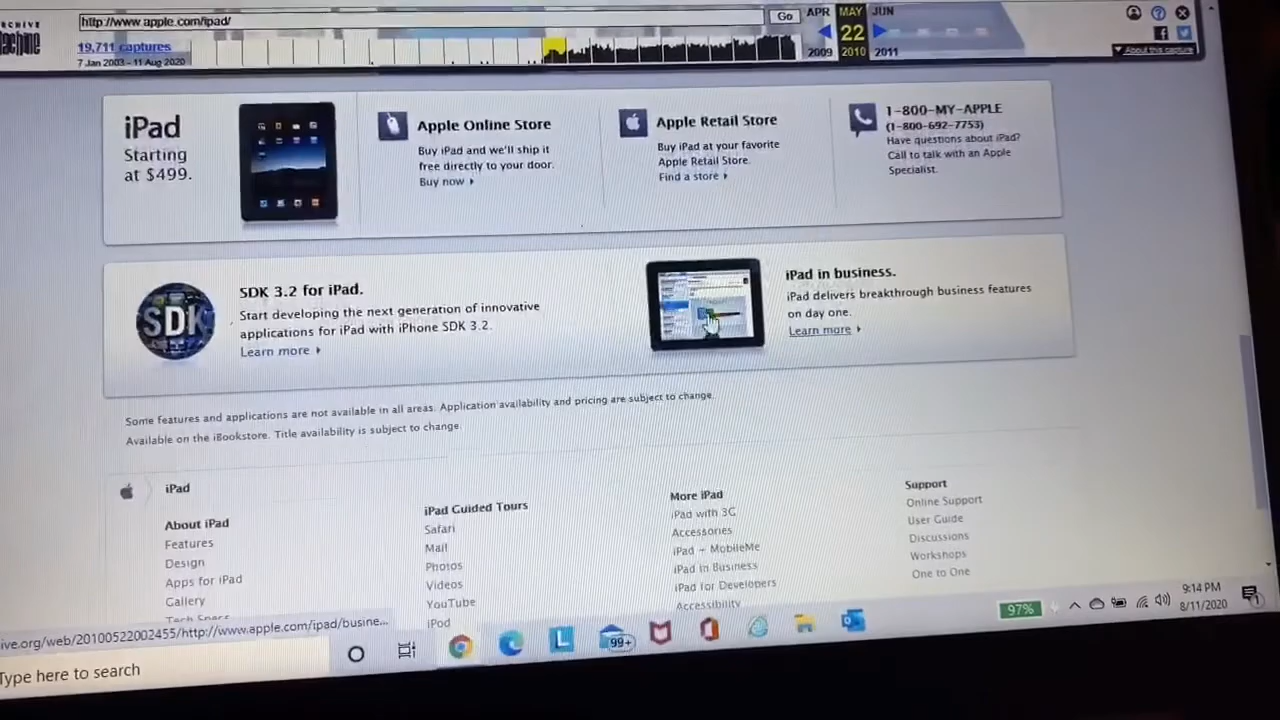 http://www.apple.com/ipad/
Go
APR
MAY
JUN
19,711 captures
22
7 Jan 2003 - 11 Aug 2020
2009
2010
2011
About this capture
iPad
Starting
at $499.
Apple Online Store
Buy iPad and we'll ship it
free directly to your door.
Buy now
Apple Retail Store
Buy iPad at your favorite
Apple Retail Store.
Find a store
1-800-MY-APPLE
(1-800-692-7753)
Have questions about iPad?
Call to talk with an Apple
Specialist.
SDK
SDK 3.2 for iPad.
Start developing the next generation of innovative
applications for iPad with iPhone SDK 3.2.
Learn more
iPad in business.
iPad delivers breakthrough business features
on day one.
Learn more
Some features and applications are not available in all areas. Application availability and pricing are subject to change.
Available on the iBookstore. Title availability is subject to change.
iPad
About iPad
Features
Design
Apps for iPad
Gallery
Tech Specs
iPad Guided Tours
Safari
Mail
Photos
Videos
YouTube
iPod
More iPad
iPad with 3G
Accessories
iPad + MobileMe
iPad in Business
iPad for Developers
Accessibility
Support
Online Support
User Guide
Discussions
Workshops
One to One
ive.org/web/20100522002455/http://www.apple.com/ipad/busine...
Type here to search
99+
97%
9:14 PM
8/11/2020